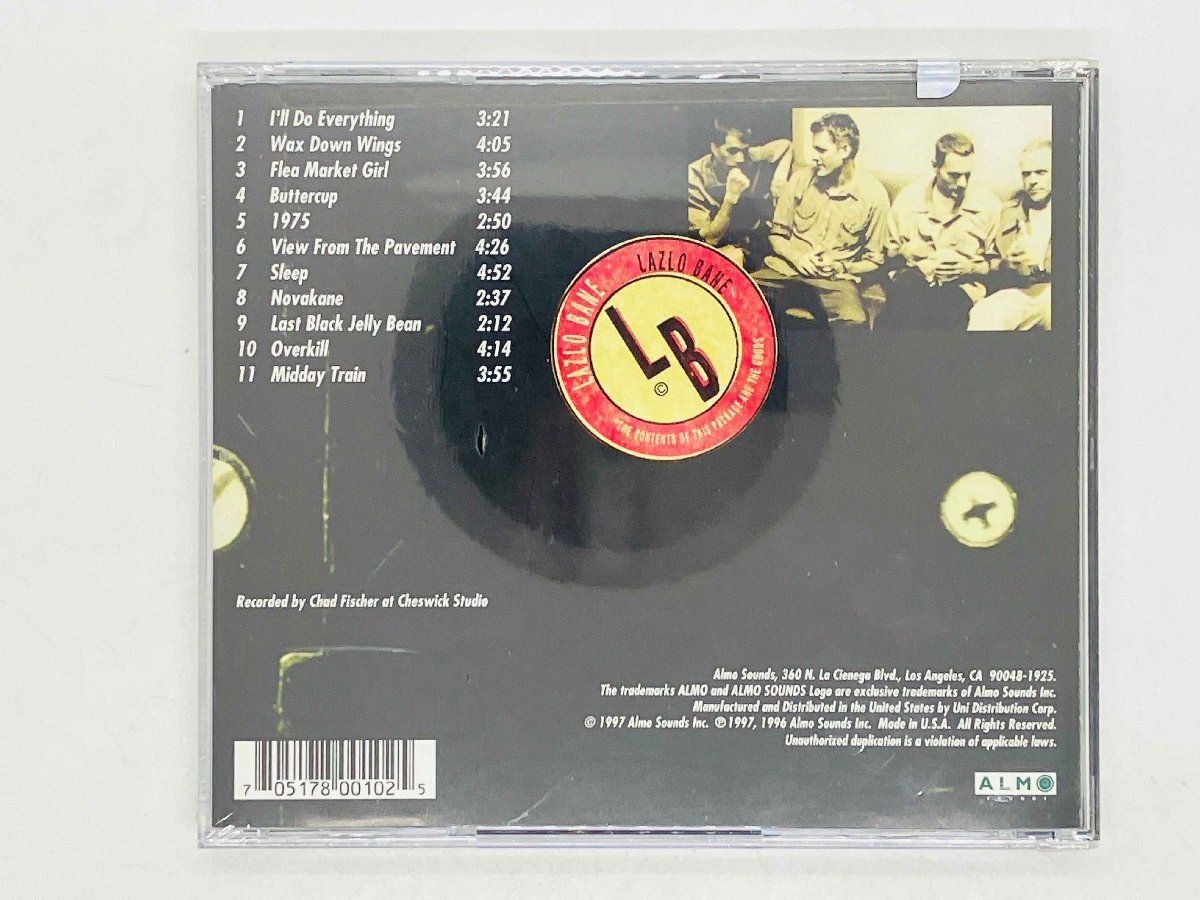 1 I'll Do Everything 3:21
2 Wax Down Wings 4:05
3 Flea Market Girl 3:56
4 Buttercup 3:44
5 1975 2:50
6 View From The Pavement 4:26
7 Sleep 4:52
8 Novakane 2:37
9 Last Black Jelly Bean 2:12
10 Overkill 4:14
11 Midday Train 3:55
LAZLO BANE LAZLO BANE
LB
©
"THE CONTENTS OF THIS PACKAGE ARE THE GOODS
Recorded by Chad Fischer at Cheswick Studio
Almo Sounds, 360 N. La Cienega Blvd., Los Angeles, CA 90048-1925.
The trademarks ALMO and ALMO SOUNDS Logo are exclusive trademarks of Almo Sounds Inc.
Manufactured and Distributed in the United States by Uni Distribution Corp.
© 1997 Almo Sounds Inc. ℗ 1997, 1996 Almo Sounds Inc. Made in U.S.A. All Rights Reserved.
Unauthorized duplication is a violation of applicable laws.
7 05178 00102 5
ALMO
SOUNDS